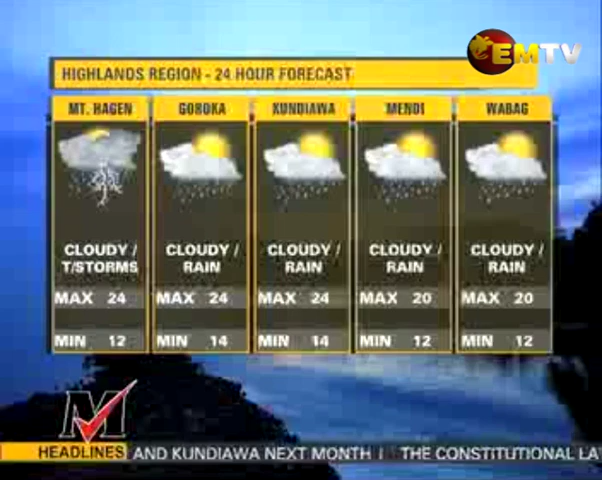 EMTV
HIGHLANDS REGION - 24 HOUR FORECAST
MT. HAGEN
CLOUDY /
T/STORMS
MAX 24
MIN 12
GOROKA
CLOUDY /
RAIN
MAX 24
MIN 14
KUNDIAWA
CLOUDY /
RAIN
MAX 24
MIN 14
MENDI
CLOUDY /
RAIN
MAX 20
MIN 12
WABAG
CLOUDY /
RAIN
MAX 20
MIN 12
M
HEADLINES AND KUNDIAWA NEXT MONTH | THE CONSTITUTIONAL LA